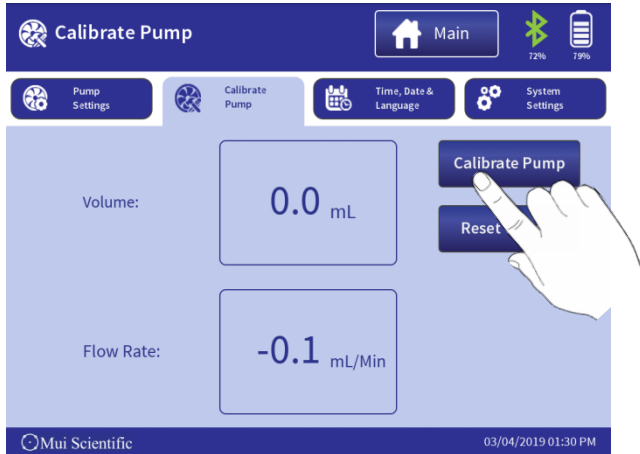 Calibrate Pump
Main
72%
79%
Pump
Settings
Calibrate
Pump
Time, Date &
Language
System
Settings
Volume:
0.0 mL
Calibrate Pump
Reset
Flow Rate:
-0.1 mL/Min
Mui Scientific
03/04/2019 01:30 PM